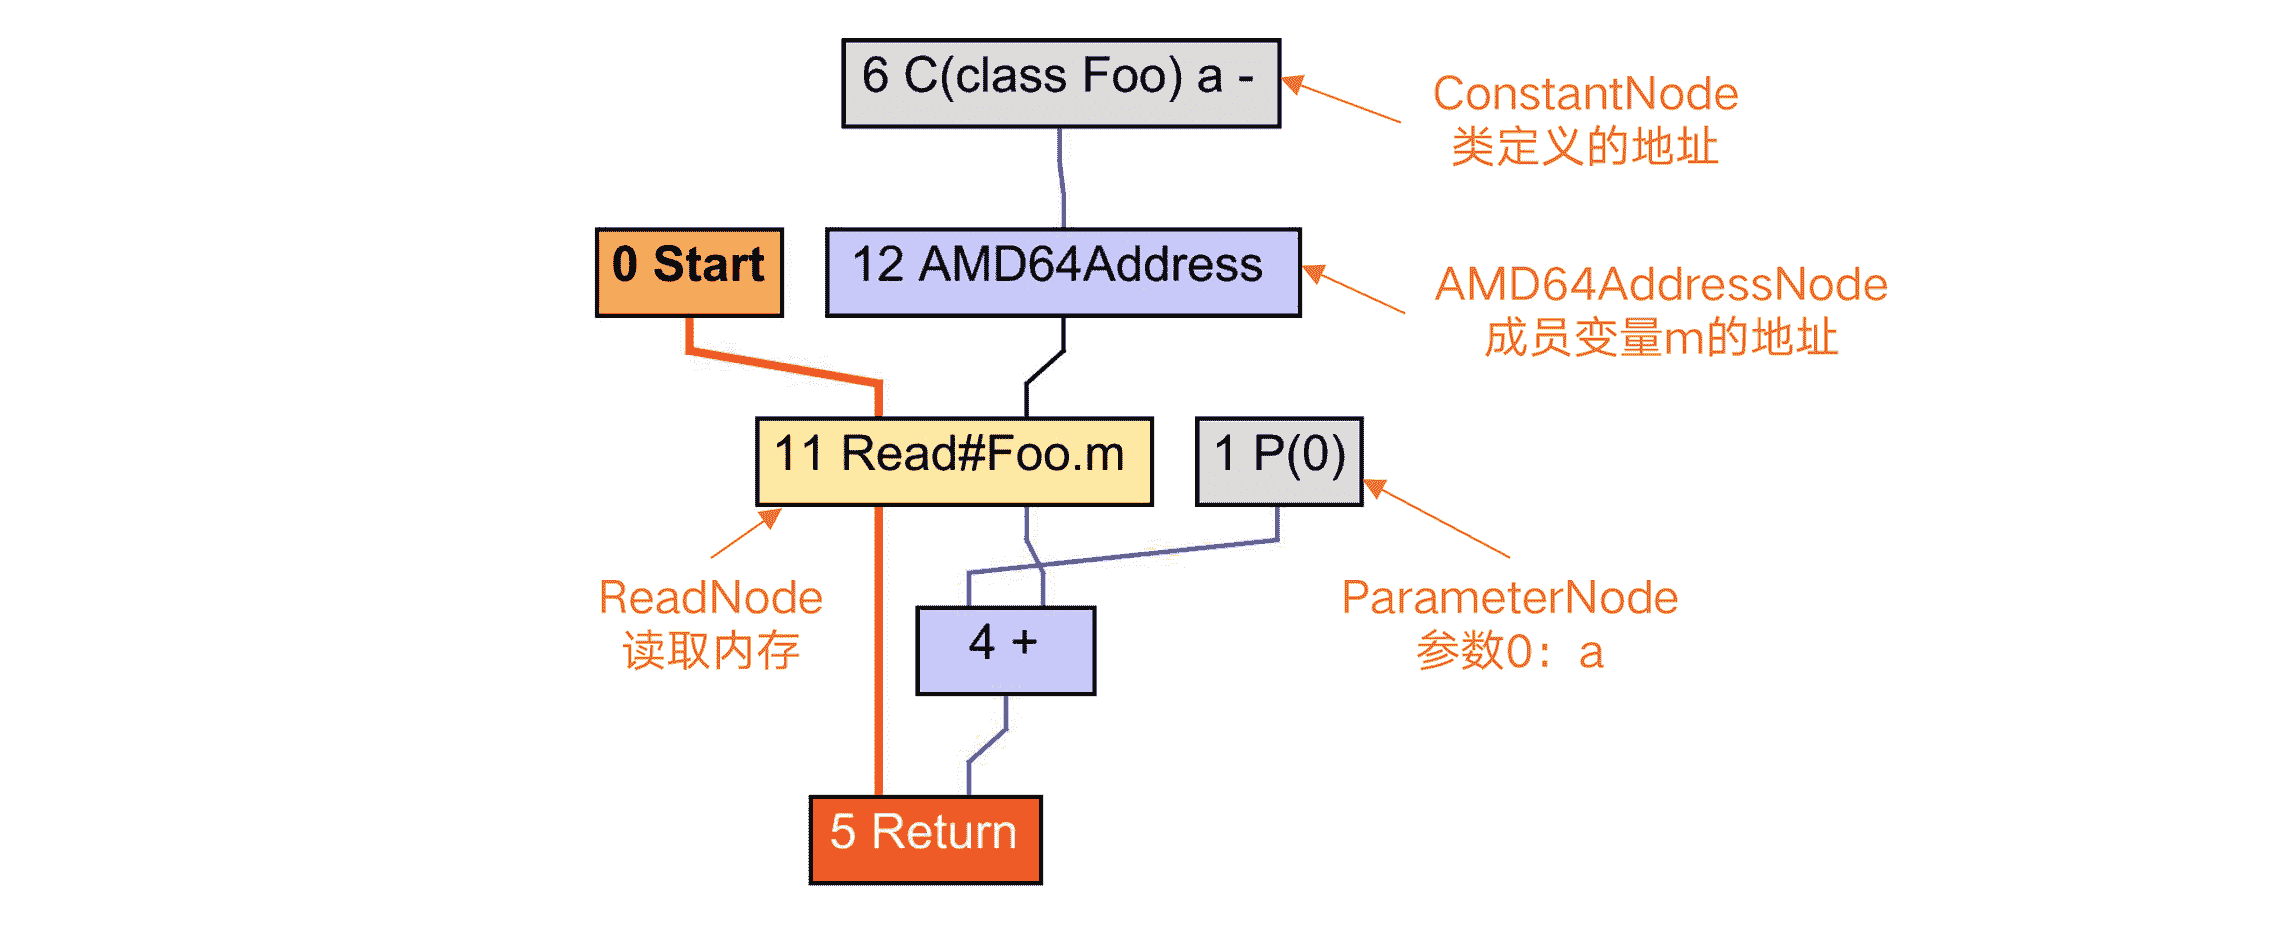 6 C(class Foo) a -
ConstantNode
类定义的地址
0 Start
12 AMD64Address
AMD64AddressNode
成员变量m的地址
11 Read#Foo.m
1 P(0)
ReadNode
读取内存
ParameterNode
参数0：a
4 +
5 Return